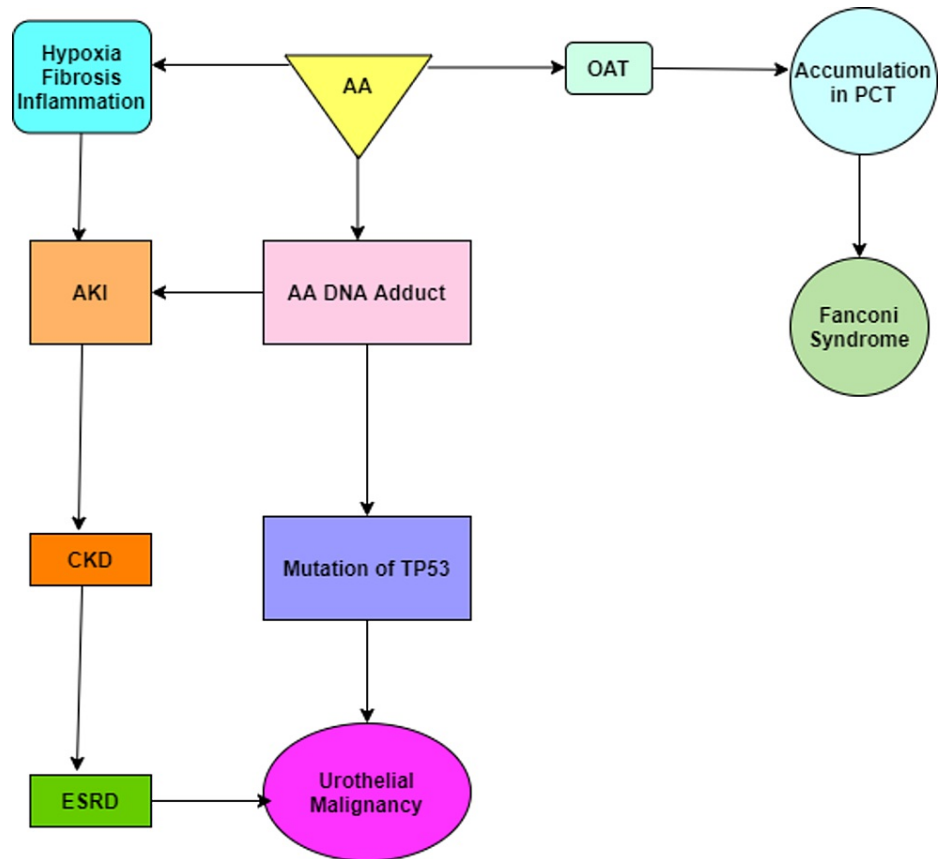 Hypoxia
Fibrosis
Inflammation
AA
OAT
Accumulation
in PCT
AKI
AA DNA Adduct
Fanconi
Syndrome
CKD
Mutation of TP53
ESRD
Urothelial
Malignancy